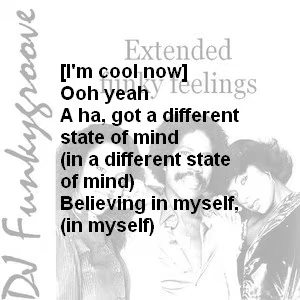 DJ Funkygroove
Extended
funky feelings
[I'm cool now]
Ooh yeah
A ha, got a different
state of mind
(in a different state
of mind)
Believing in myself,
(in myself)